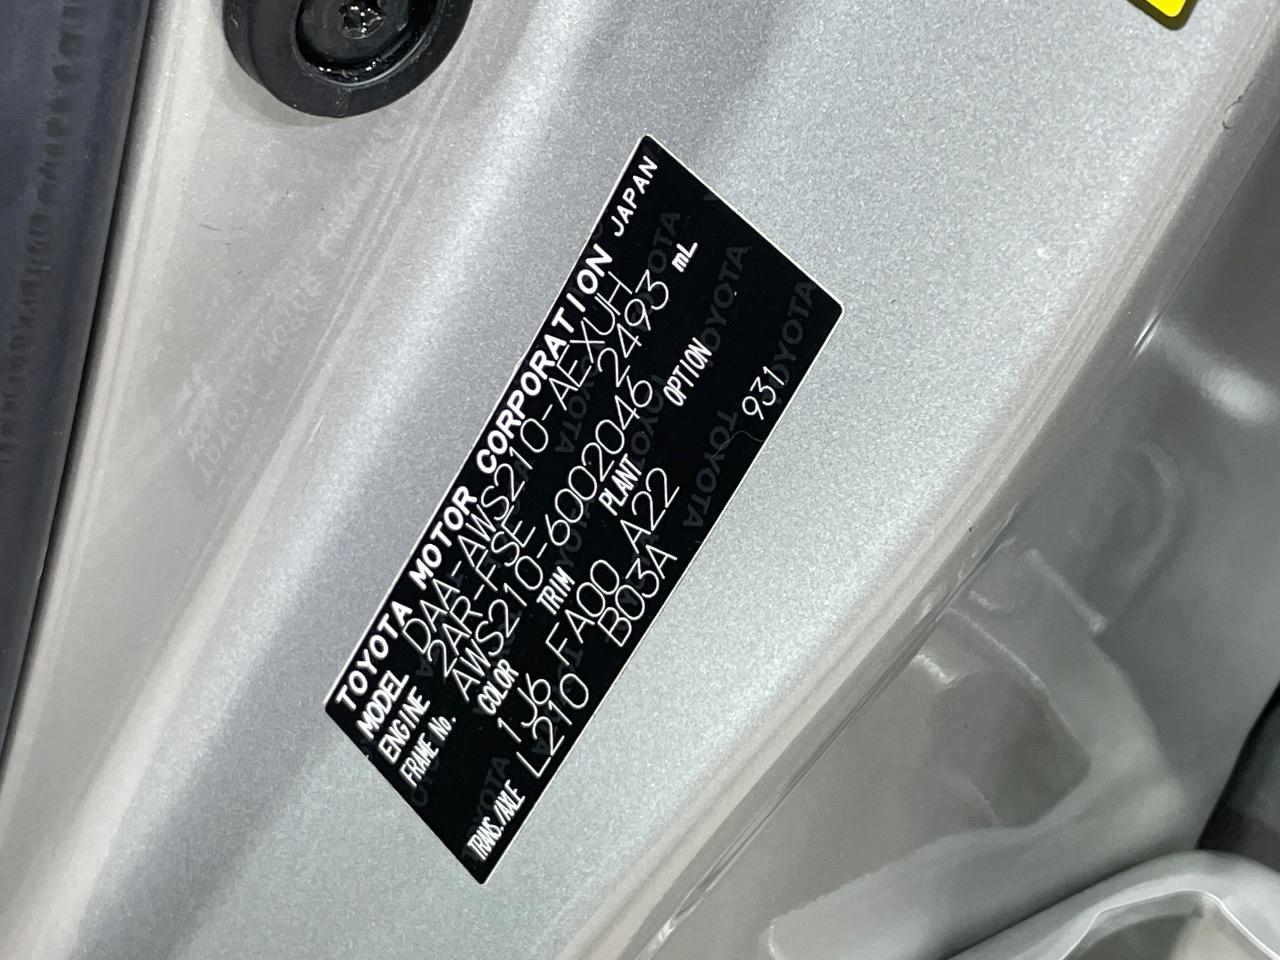 TOYOTA MOTOR CORPORATION JAPAN
MODEL DAA-AWS210-AEXUH
ENGINE 2AR-FSE 2493 mL
FRAME No. AWS210-6002046
COLOR TRIM PLANT OPTION
1J6 FA00 A22
TRANS./AXLE L210 B03A 931